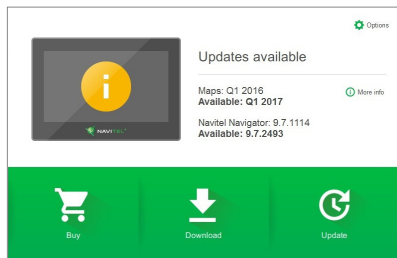 Options
Updates available
Maps: Q1 2016
Available: Q1 2017
More info
Navitel Navigator: 9.7.1114
Available: 9.7.2493
NAVITEL
Buy
Download
Update